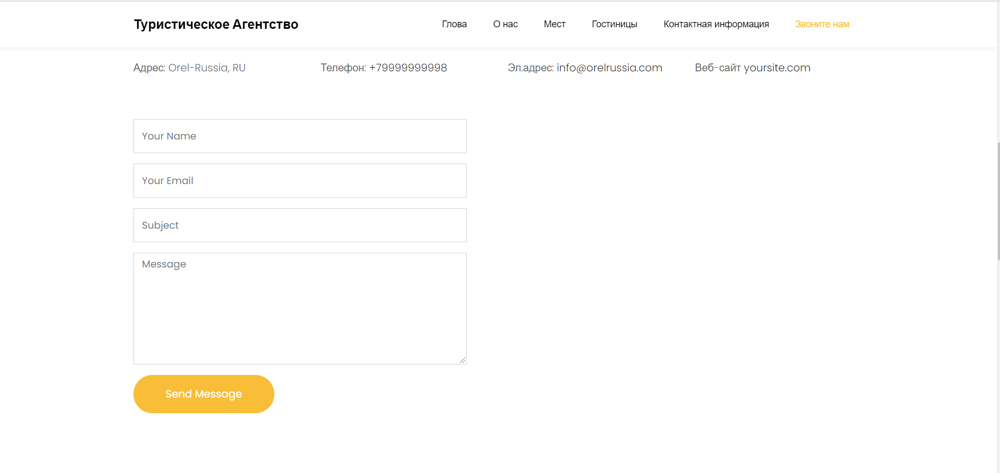 Туристическое Агентство
Глова О нас Мест Гостиницы Контактная информация Звоните нам
Адрес: Orel-Russia, RU Телефон: +79999999998 Эл.адрес: info@orelrussia.com Веб-сайт yoursite.com
Your Name
Your Email
Subject
Message
Send Message